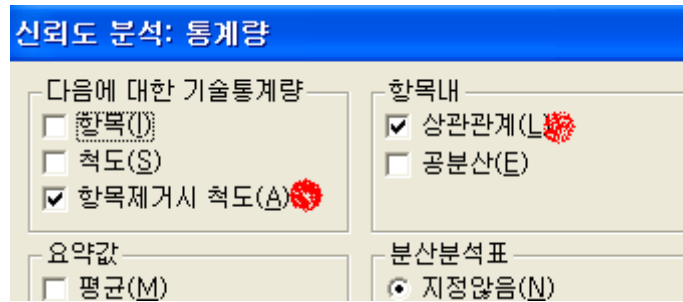 신뢰도 분석: 통계량
다음에 대한 기술통계량
항목(I)
척도(S)
항목제거시 척도(A)
항목내
상관관계(L)
공분산(E)
요약값
평균(M)
분산분석표
지정않음(N)